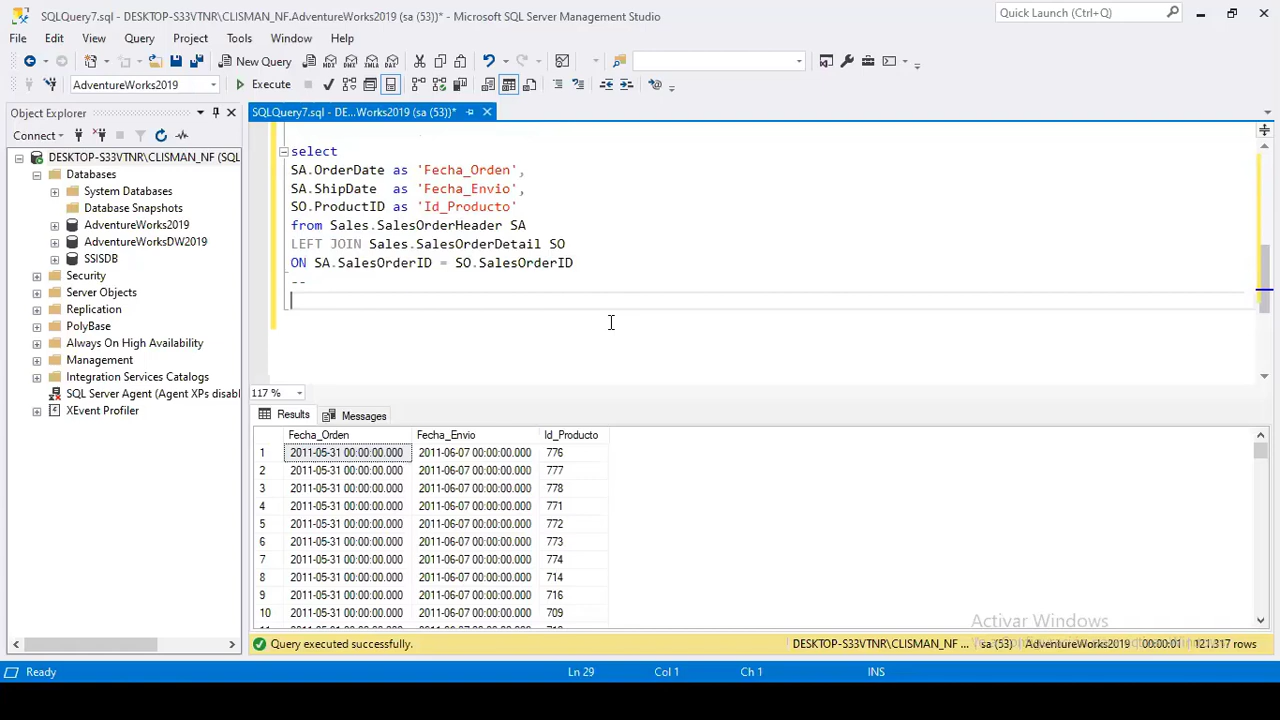 SQLQuery7.sql - DESKTOP-S33VTNR\CLISMAN_NF.AdventureWorks2019 (sa (53))* - Microsoft SQL Server Management Studio
Quick Launch (Ctrl+Q)
File Edit View Query Project Tools Window Help
New Query
AdventureWorks2019 Execute
Object Explorer
SQLQuery7.sql - DE...Works2019 (sa (53))*
Connect
DESKTOP-S33VTNR\CLISMAN_NF (SQL
Databases
System Databases
Database Snapshots
AdventureWorks2019
AdventureWorksDW2019
SSISDB
Security
Server Objects
Replication
PolyBase
Always On High Availability
Management
Integration Services Catalogs
SQL Server Agent (Agent XPs disabl
XEvent Profiler
select
SA.OrderDate as 'Fecha_Orden',
SA.ShipDate  as 'Fecha_Envio',
SO.ProductID as 'Id_Producto'
from Sales.SalesOrderHeader SA
LEFT JOIN Sales.SalesOrderDetail SO
ON SA.SalesOrderID = SO.SalesOrderID
--
117 %
Results Messages
Fecha_Orden Fecha_Envio Id_Producto
1 2011-05-31 00:00:00.000 2011-06-07 00:00:00.000 776
2 2011-05-31 00:00:00.000 2011-06-07 00:00:00.000 777
3 2011-05-31 00:00:00.000 2011-06-07 00:00:00.000 778
4 2011-05-31 00:00:00.000 2011-06-07 00:00:00.000 771
5 2011-05-31 00:00:00.000 2011-06-07 00:00:00.000 772
6 2011-05-31 00:00:00.000 2011-06-07 00:00:00.000 773
7 2011-05-31 00:00:00.000 2011-06-07 00:00:00.000 774
8 2011-05-31 00:00:00.000 2011-06-07 00:00:00.000 714
9 2011-05-31 00:00:00.000 2011-06-07 00:00:00.000 716
10 2011-05-31 00:00:00.000 2011-06-07 00:00:00.000 709
Activar Windows
Query executed successfully.
DESKTOP-S33VTNR\CLISMAN_NF ... sa (53) AdventureWorks2019 00:00:01 121.317 rows
Ready Ln 29 Col 1 Ch 1 INS